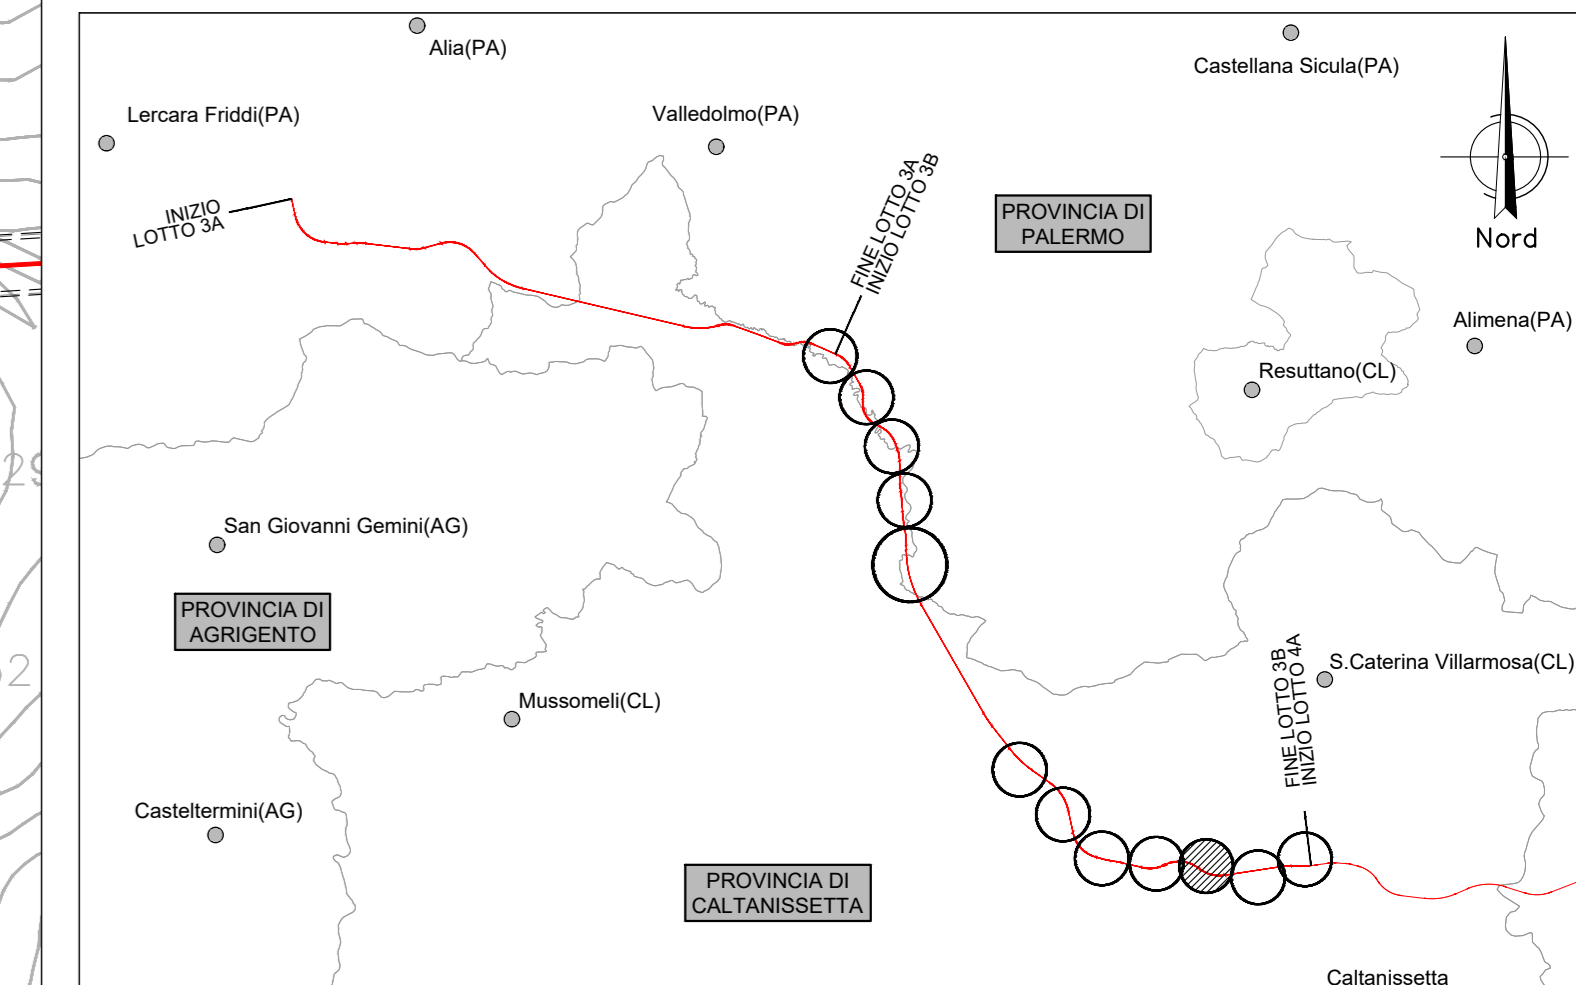 Alia(PA)
Castellana Sicula(PA)
Lercara Friddi(PA)
Valledolmo(PA)
INIZIO
LOTTO 3A
FINE LOTTO 3A
INIZIO LOTTO 3B
PROVINCIA DI
PALERMO
Nord
Alimena(PA)
Resuttano(CL)
San Giovanni Gemini(AG)
PROVINCIA DI
AGRIGENTO
FINE LOTTO 3B
INIZIO LOTTO 4A
S.Caterina Villarmosa(CL)
Mussomeli(CL)
Casteltermini(AG)
PROVINCIA DI
CALTANISSETTA
Caltanissetta